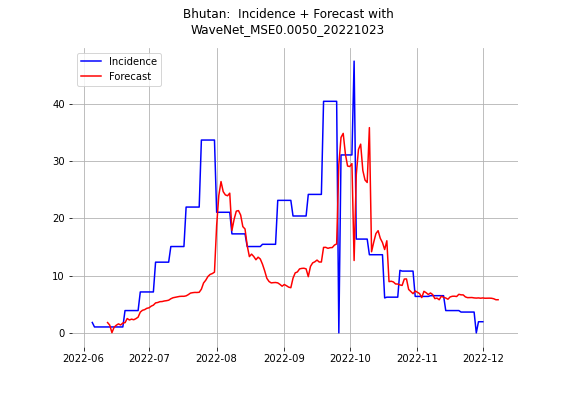 Bhutan:  Incidence + Forecast with
WaveNet_MSE0.0050_20221023
Incidence
Forecast
40
30
20
10
0
2022-06 2022-07 2022-08 2022-09 2022-10 2022-11 2022-12